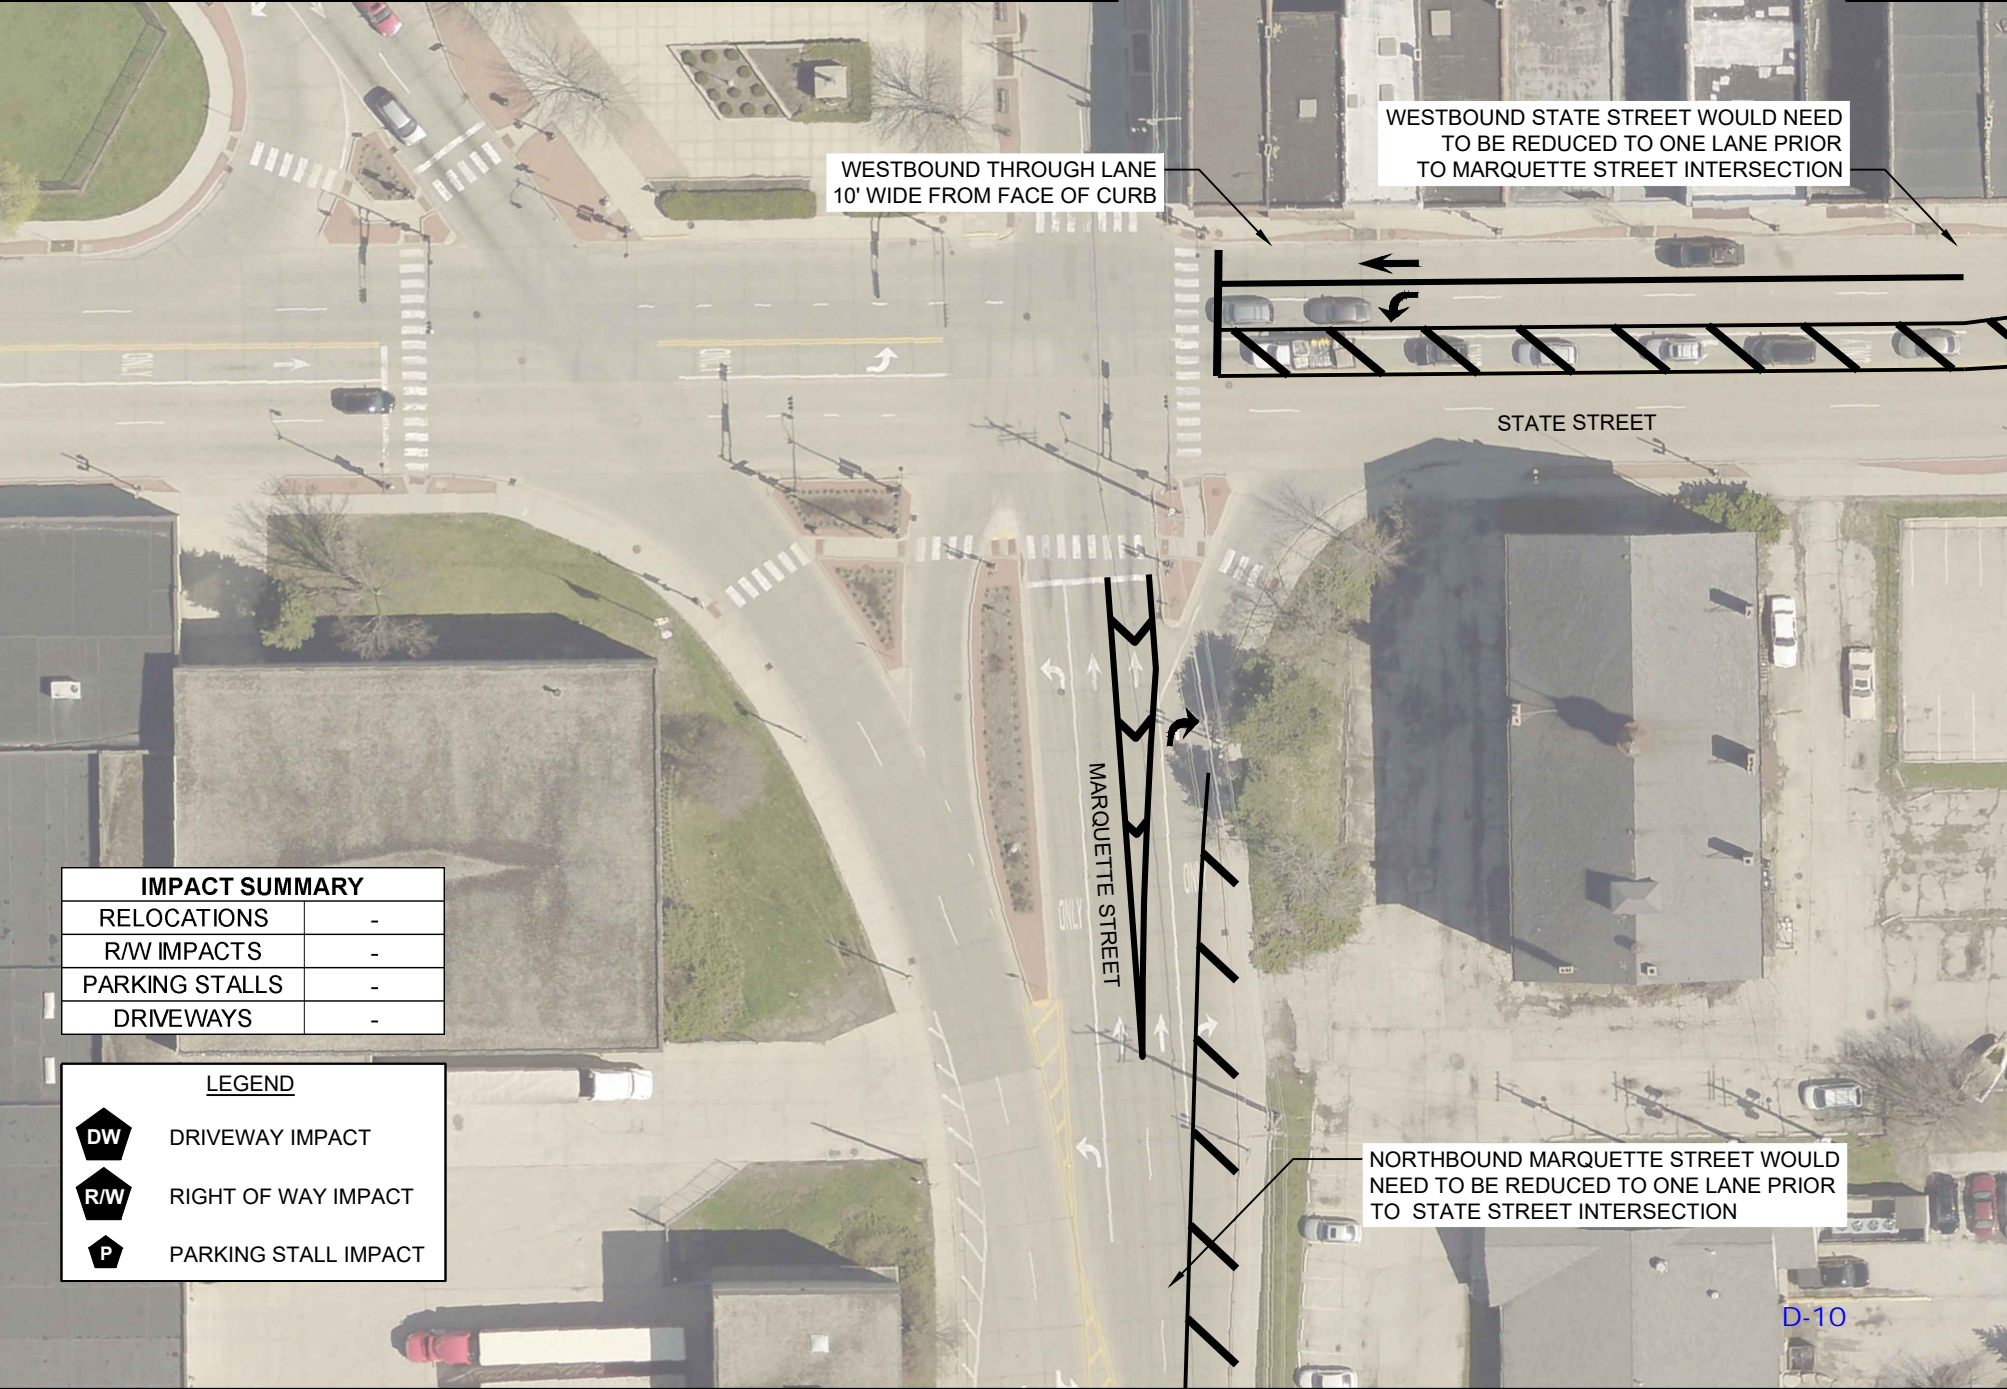 WESTBOUND STATE STREET WOULD NEED
TO BE REDUCED TO ONE LANE PRIOR
TO MARQUETTE STREET INTERSECTION
WESTBOUND THROUGH LANE
10' WIDE FROM FACE OF CURB
ONLY
ONLY
ONLY
STATE STREET
MARQUETTE STREET
ONLY
IMPACT SUMMARY
RELOCATIONS -
R/W IMPACTS -
PARKING STALLS -
DRIVEWAYS -
LEGEND
DW DRIVEWAY IMPACT
R/W RIGHT OF WAY IMPACT
P PARKING STALL IMPACT
NORTHBOUND MARQUETTE STREET WOULD
NEED TO BE REDUCED TO ONE LANE PRIOR
TO STATE STREET INTERSECTION
D-10